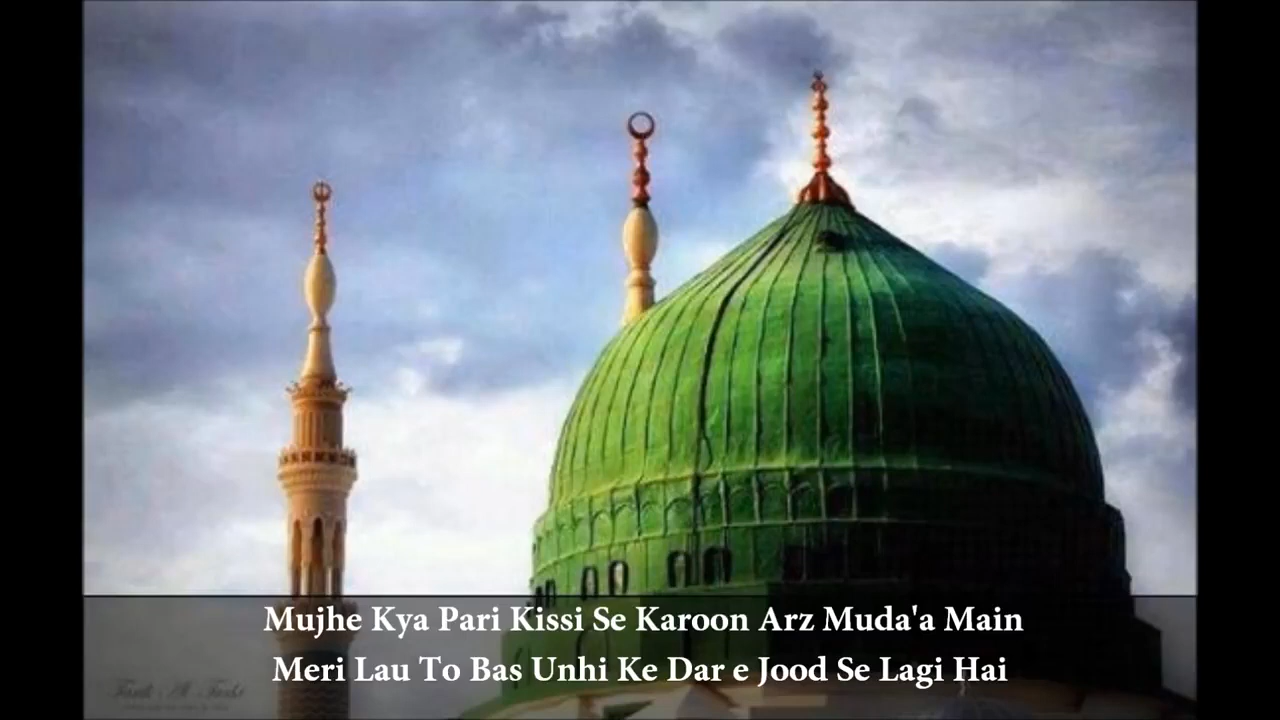 Mujhe Kya Pari Kissi Se Karoon Arz Muda'a Main
Meri Lau To Bas Unhi Ke Dar e Jood Se Lagi Hai